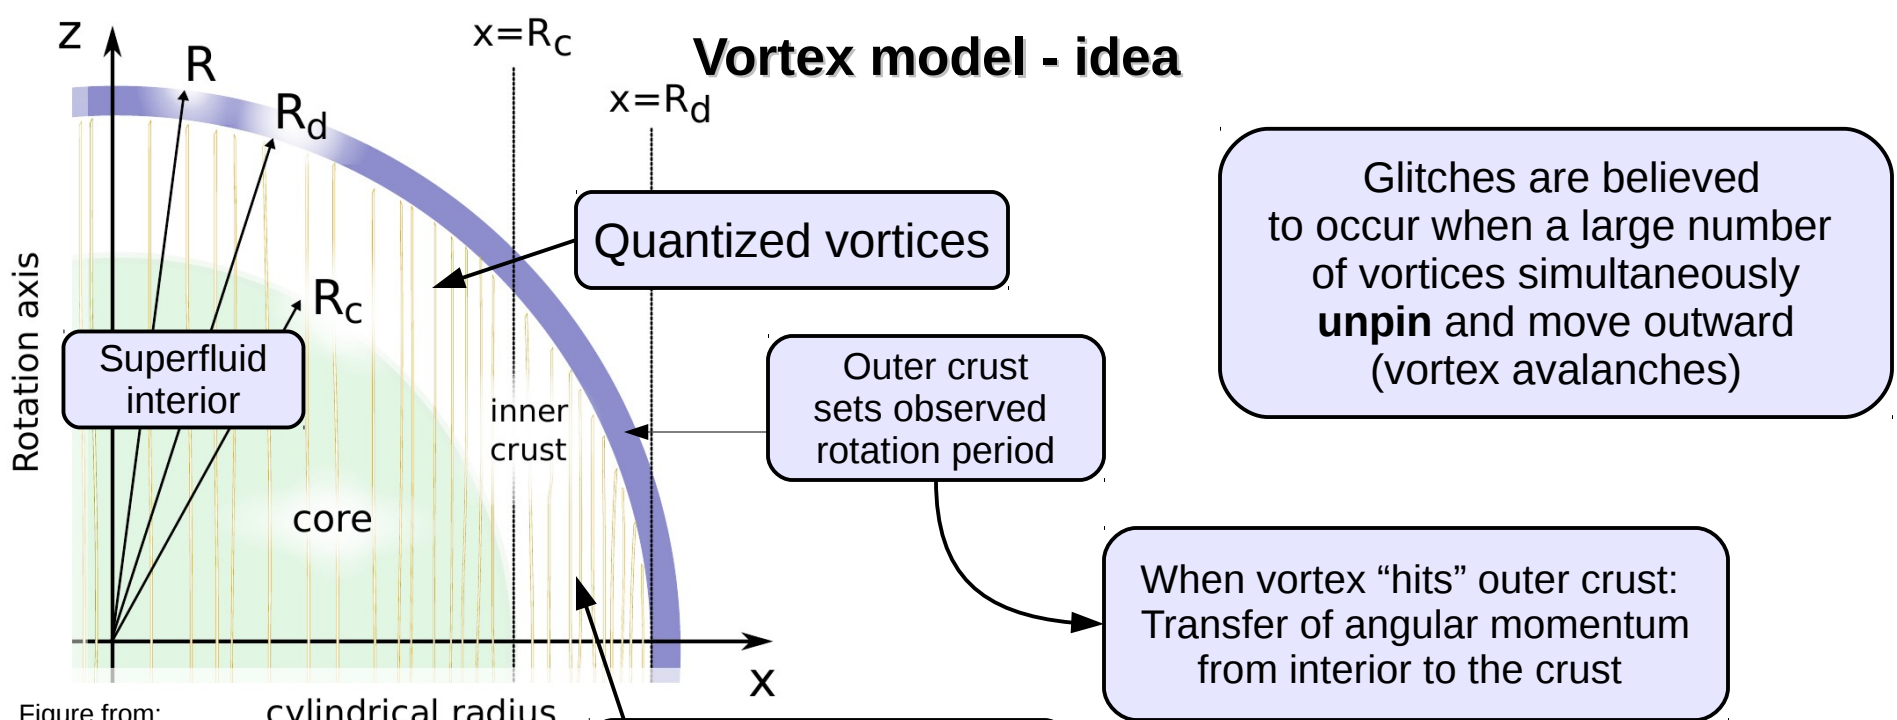 Vortex model - idea
z
R
Rd
Rc
x=Rc
x=Rd
Rotation axis
Quantized vortices
Superfluid
interior
inner
crust
core
Outer crust
sets observed
rotation period
Glitches are believed
to occur when a large number
of vortices simultaneously
unpin and move outward
(vortex avalanches)
When vortex “hits” outer crust:
Transfer of angular momentum
from interior to the crust
x
cylindrical radius
Figure from: